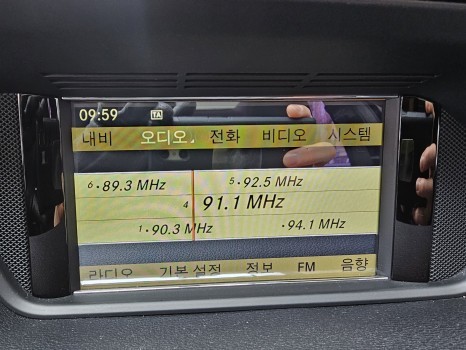 09:59 TA
내비 오디오 전화 비디오 시스템
6 • 89.3 MHz 5 • 92.5 MHz
4 91.1 MHz
1 • 90.3 MHz • 94.1 MHz
라디오 기본 설정 정보 FM 음향